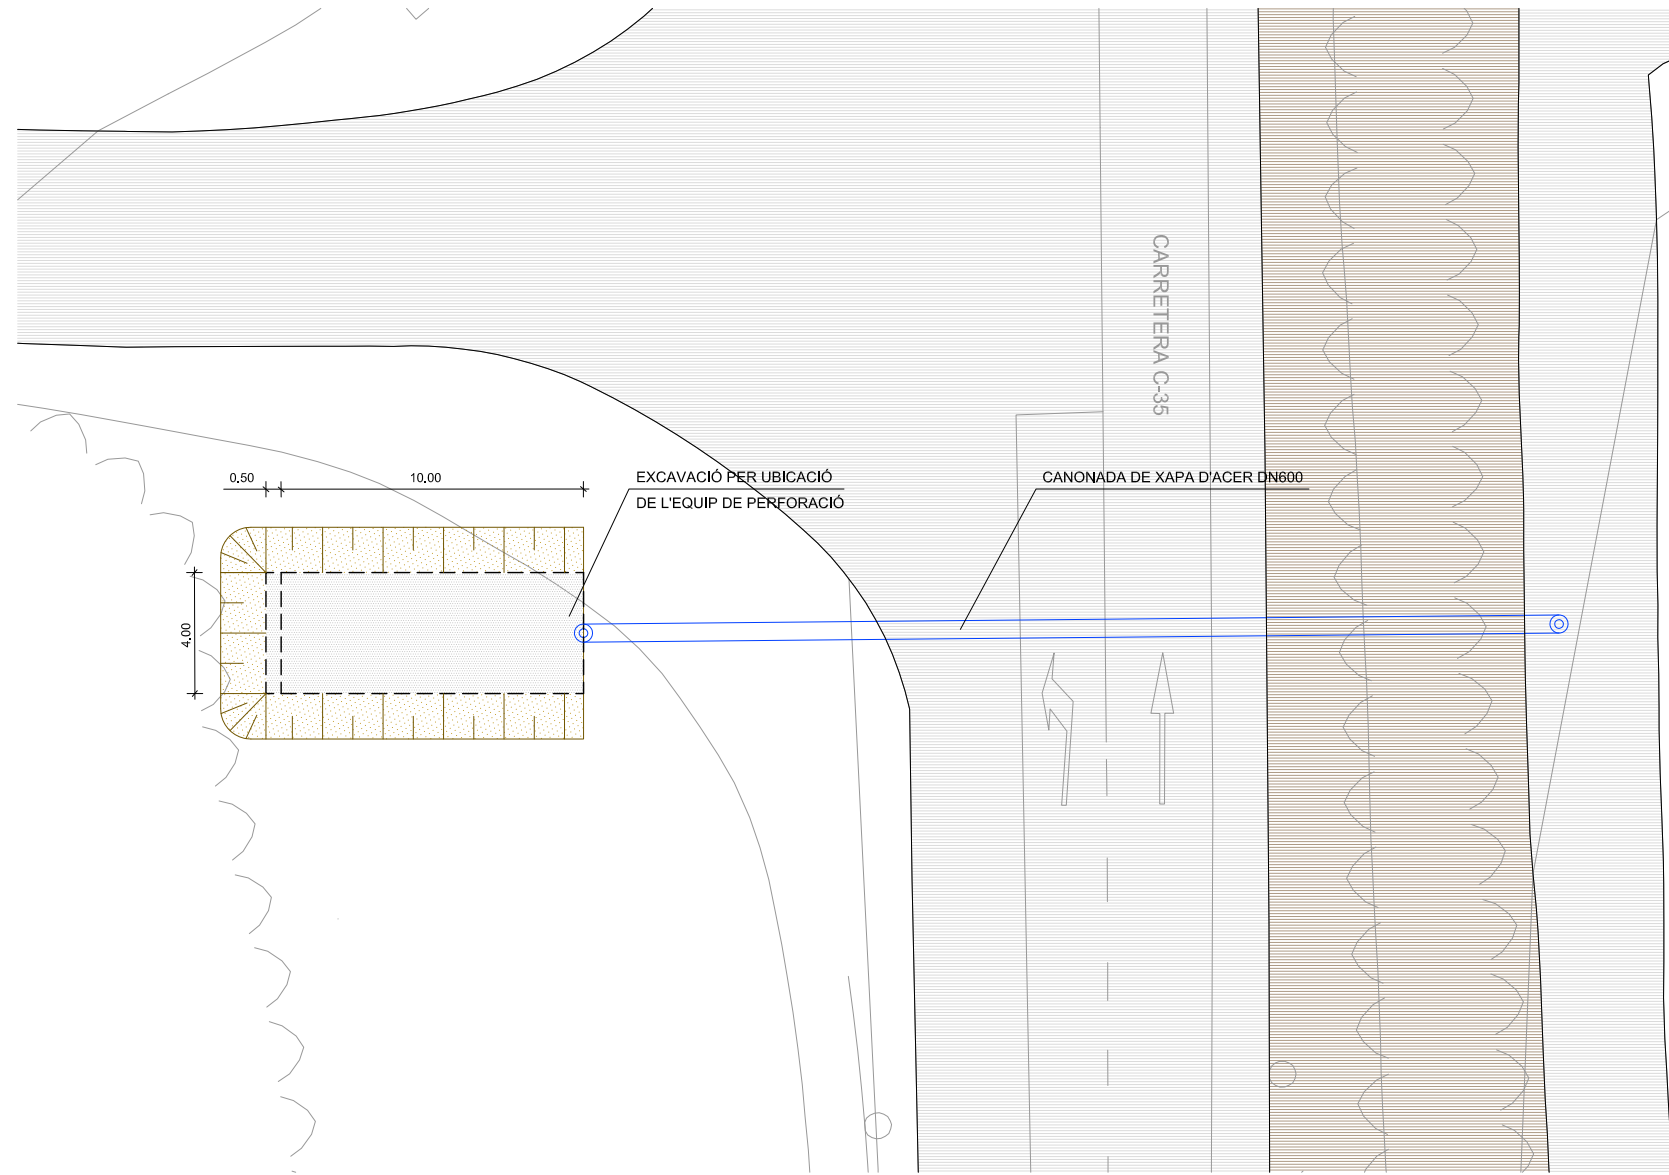 CARRETERA C-35
0.50
10.00
EXCAVACIÓ PER UBICACIÓ
DE L'EQUIP DE PERFORACIÓ
CANONADA DE XAPA D'ACER DN600
4.00